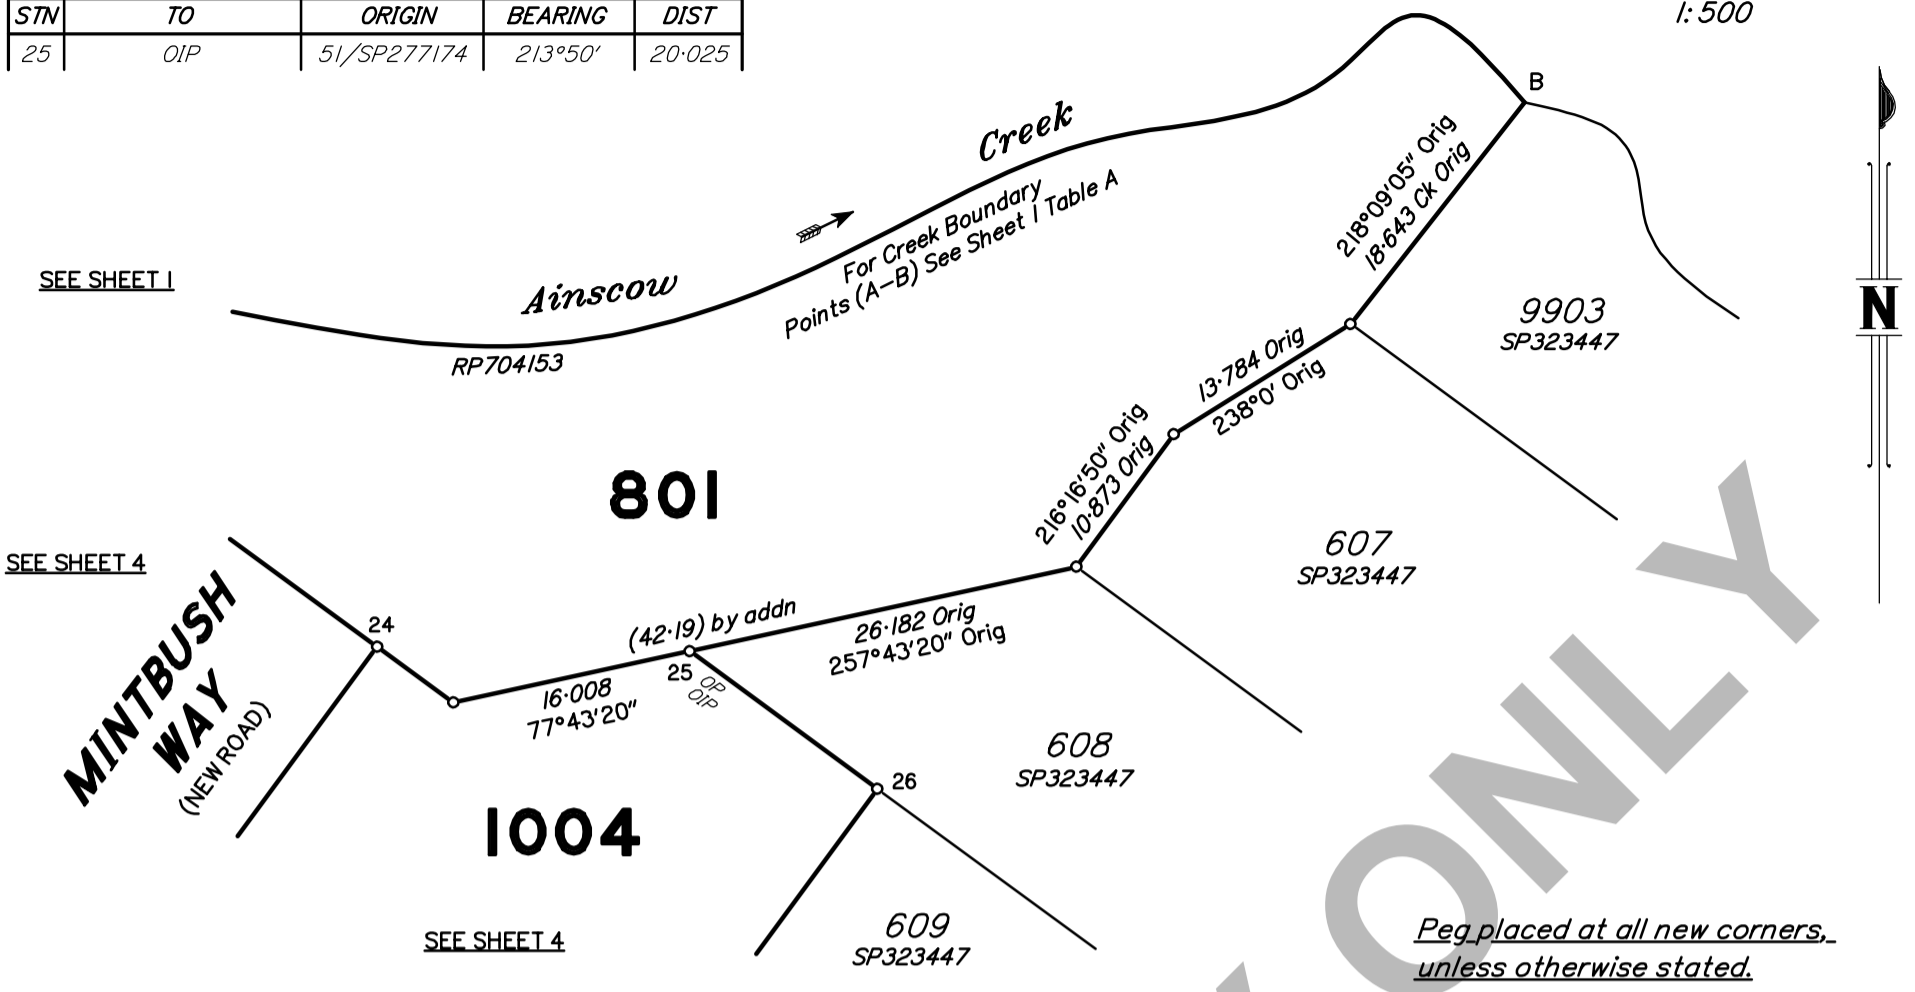 STN TO ORIGIN BEARING DIST
25 OIP 51/SP277174 213°50' 20·025
1:500
B
Creek
218°09'05" Orig
18·643 Ck Orig
For Creek Boundary
Points (A–B) See Sheet 1 Table A
SEE SHEET 1
Ainscow
RP704153
9903
SP323447
N
13·784 Orig
238°0' Orig
216°16'50" Orig
10·873 Orig
801
607
SP323447
SEE SHEET 4
MINTBUSH
WAY
(NEW ROAD)
24
(42·19) by addn
26·182 Orig
257°43'20" Orig
25
OP
OIP
16·008
77°43'20"
608
SP323447
26
1004
609
SP323447
SEE SHEET 4
Peg placed at all new corners,
unless otherwise stated.
Y ONLY